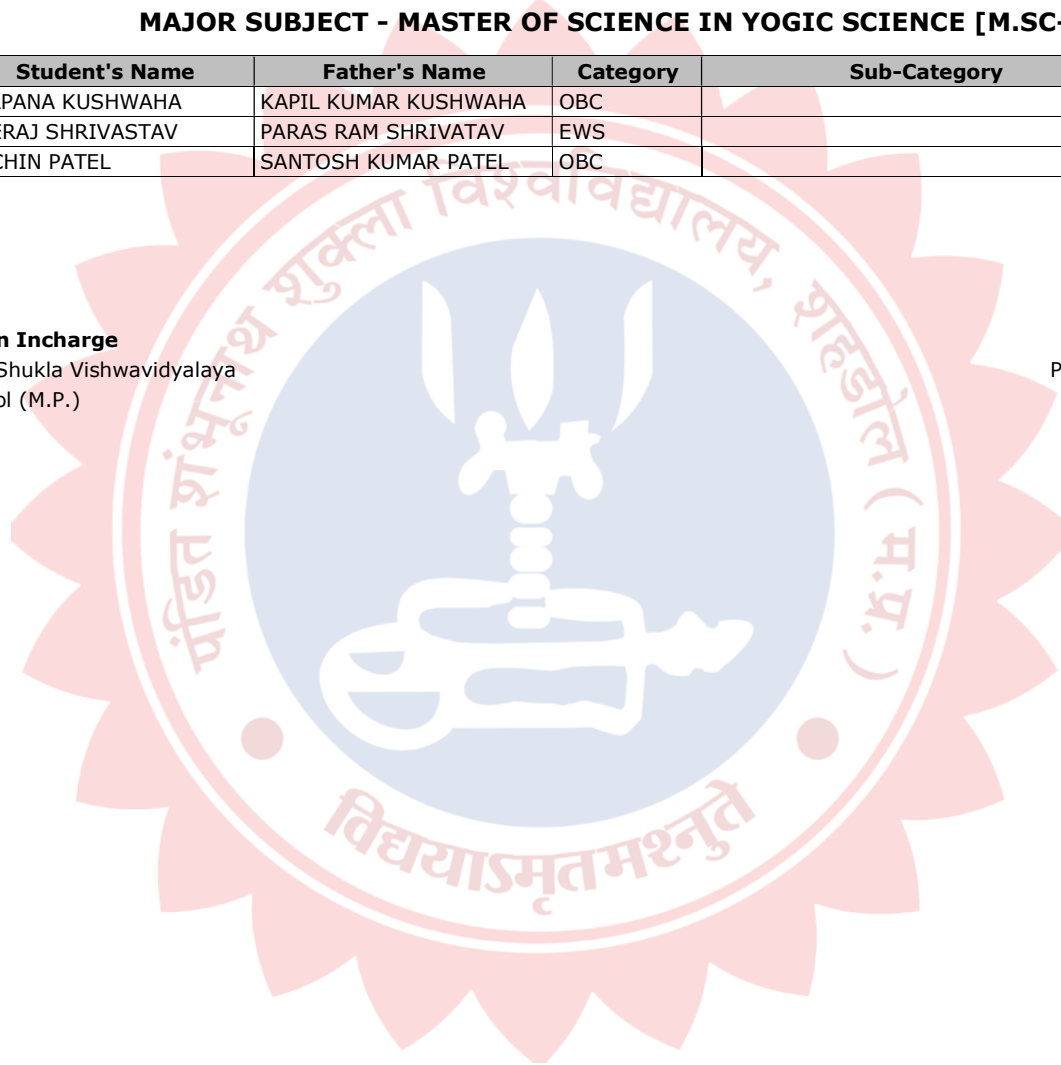 MAJOR SUBJECT - MASTER OF SCIENCE IN YOGIC SCIENCE [M.SC-
Student's Name Father's Name Category Sub-Category
PANA KUSHWAHA KAPIL KUMAR KUSHWAHA OBC
ERAJ SHRIVASTAV PARAS RAM SHRIVATAV EWS
CHIN PATEL SANTOSH KUMAR PATEL OBC
पंडित शंभूनाथ शुक्ला विश्वविद्यालय, शहडोल (म.प्र.)
n Incharge
Shukla Vishwavidyalaya P
ol (M.P.)
विद्ययाऽमृतमश्नुते